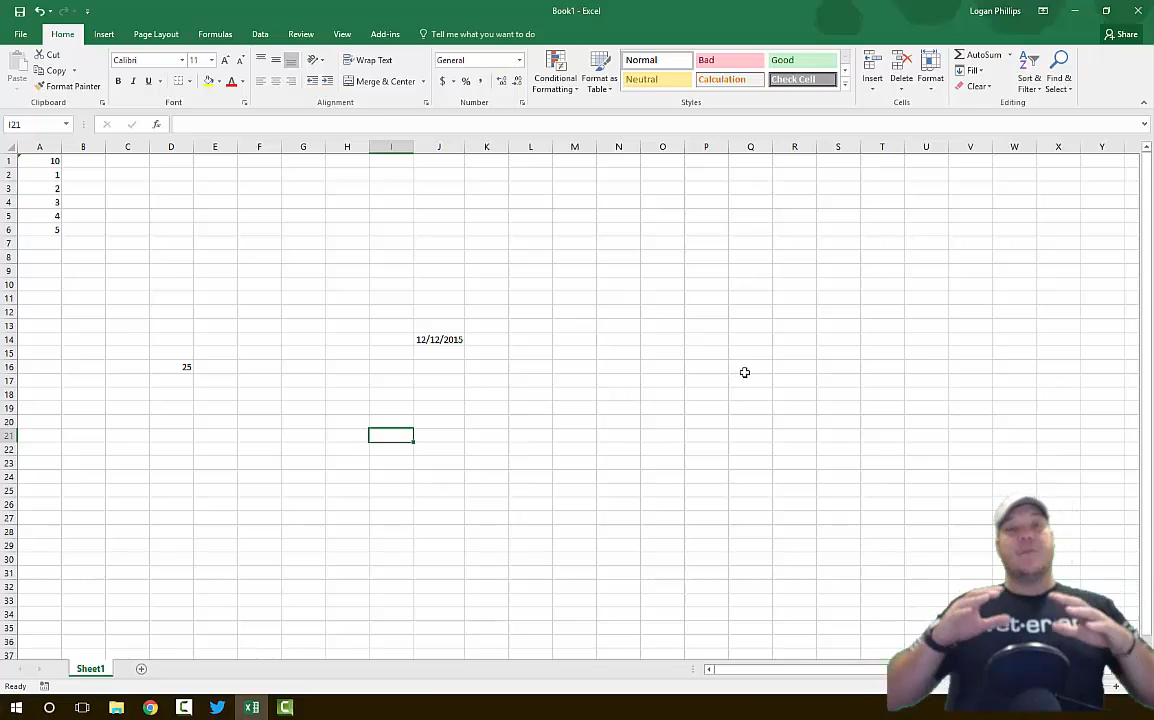 Book1 - Excel
Logan Phillips
File Home Insert Page Layout Formulas Data Review View Add-ins Tell me what you want to do
Share
Paste
Cut
Copy
Format Painter
Clipboard
Calibri 11
B I U A
Font
Wrap Text
Merge & Center
Alignment
General
$ % ,
Number
Conditional Formatting
Format as Table
Normal Bad Good
Neutral Calculation Check Cell
Styles
Insert Delete Format
Cells
AutoSum
Fill
Clear
Sort & Filter
Find & Select
Editing
I21 fx
A B C D E F G H I J K L M N O P Q R S T U V W X Y
1 10
2 1
3 2
4 3
5 4
6 5
7
8
9
10
11
12
13
14 12/12/2015
15
16 25
17
18
19
20
21
22
23
24
25
26
27
28
29
30
31
32
33
34
35
36
37
Sheet1
Ready